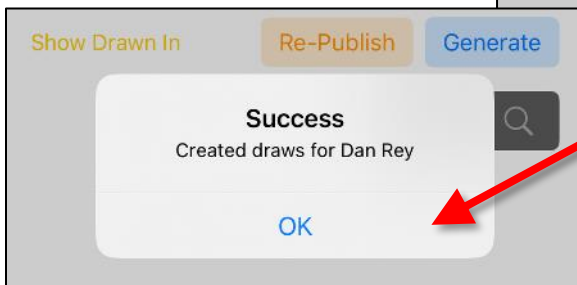 Show Drawn In Re-Publish Generate
Success
Created draws for Dan Rey
OK